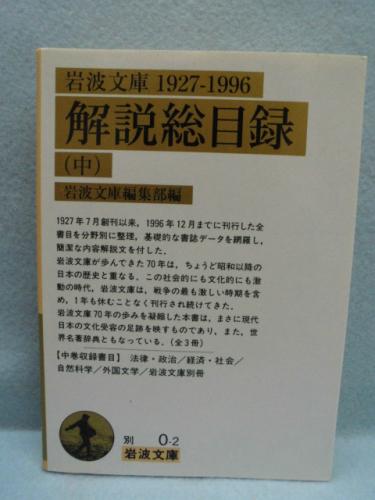 岩波文庫 1927-1996
解説総目録
(中)
岩波文庫編集部編
1927年7月創刊以来，1996年12月までに刊行した全
書目を分野別に整理，基礎的な書誌データを網羅し，
簡潔な内容解説文を付した．
岩波文庫が歩んできた70年は，ちょうど昭和以降の
日本の歴史と重なる．この社会的にも文化的にも激
動の時代，岩波文庫は，戦争の最も激しい時期を含
め，1年も休むことなく刊行され続けてきた．
岩波文庫70年の歩みを凝縮した本書は，まさに現代
日本の文化受容の足跡を映すものであり，また，世
界名著辞典ともなっている．(全3冊)
【中巻収録書目】 法律・政治／経済・社会／
自然科学／外国文学／岩波文庫別冊
別 0-2
岩波文庫